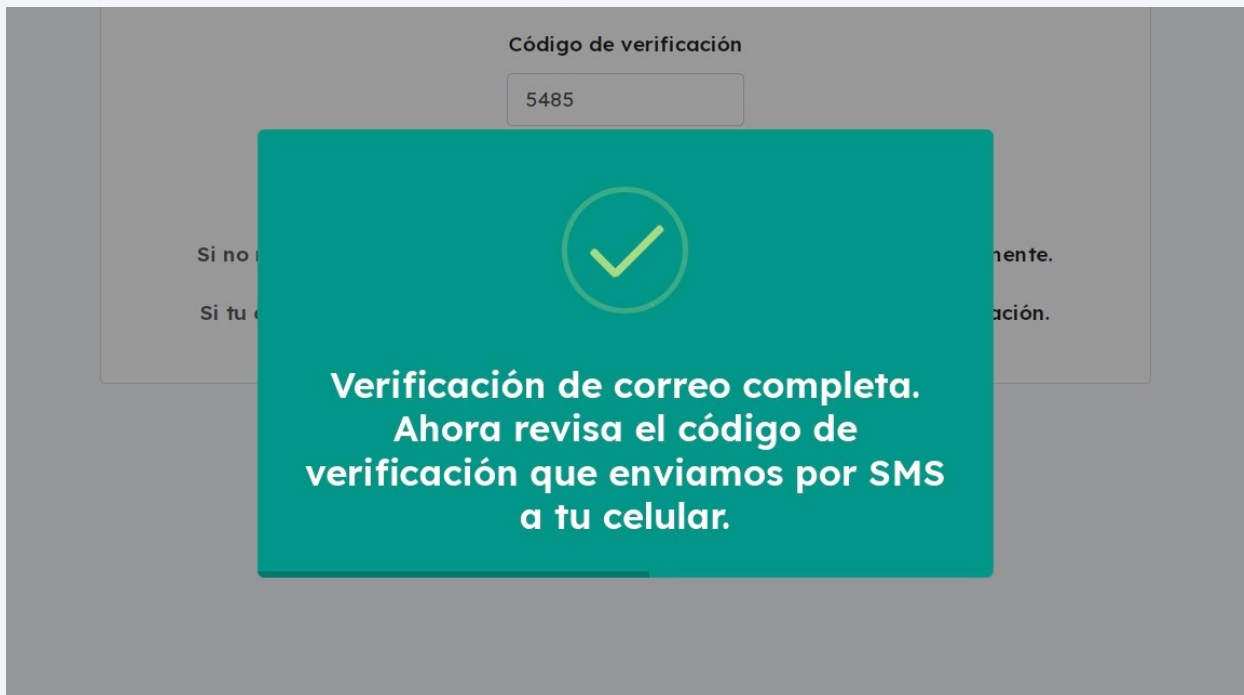 Código de verificación
5485
Si no mente.
Si tu ación.
Verificación de correo completa.
Ahora revisa el código de
verificación que enviamos por SMS
a tu celular.